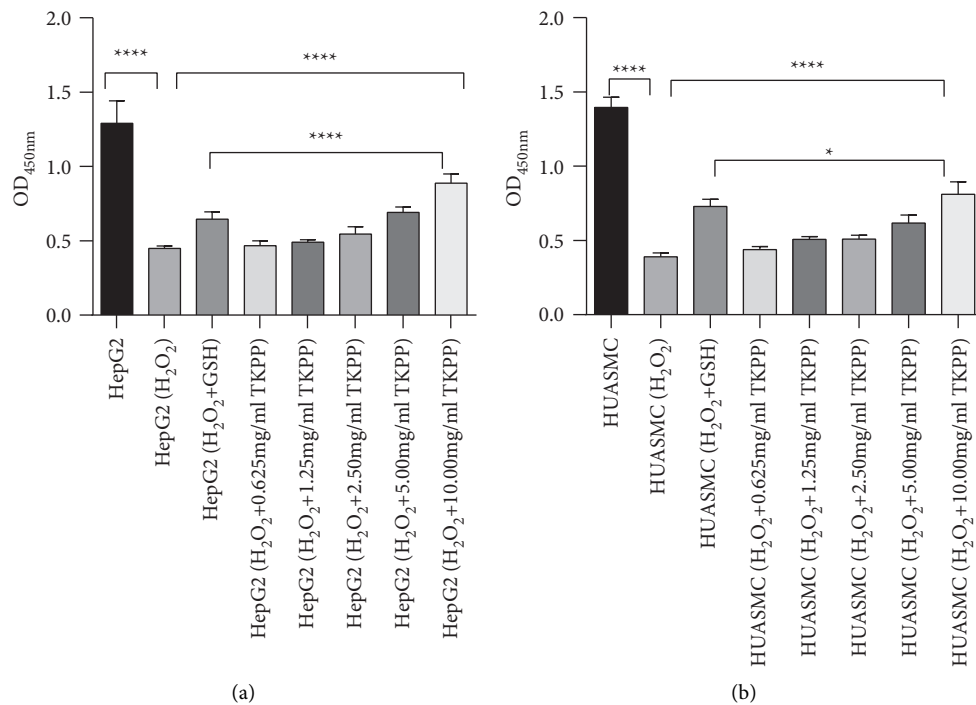 2.0
1.5
1.0
0.5
0.0
OD450nm
****
****
****
HepG2
HepG2 (H2O2)
HepG2 (H2O2+GSH)
HepG2 (H2O2+0.625mg/ml TKPP)
HepG2 (H2O2+1.25mg/ml TKPP)
HepG2 (H2O2+2.50mg/ml TKPP)
HepG2 (H2O2+5.00mg/ml TKPP)
HepG2 (H2O2+10.00mg/ml TKPP)
(a)
2.0
1.5
1.0
0.5
0.0
OD450nm
****
****
*
HUASMC
HUASMC (H2O2)
HUASMC (H2O2+GSH)
HUASMC (H2O2+0.625mg/ml TKPP)
HUASMC (H2O2+1.25mg/ml TKPP)
HUASMC (H2O2+2.50mg/ml TKPP)
HUASMC (H2O2+5.00mg/ml TKPP)
HUASMC (H2O2+10.00mg/ml TKPP)
(b)